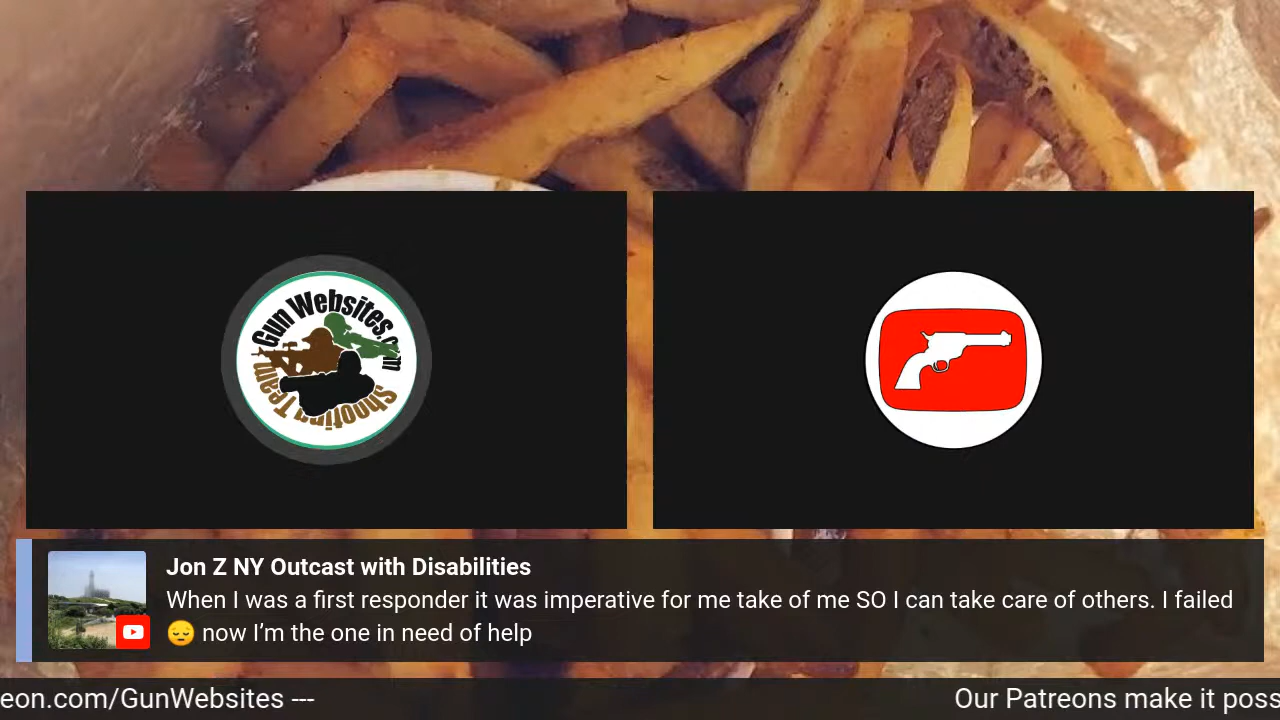 Gun Websites.com
Shooting Team
Jon Z NY Outcast with Disabilities
When I was a first responder it was imperative for me take of me SO I can take care of others. I failed
😔 now I’m the one in need of help
eon.com/GunWebsites --- Our Patreons make it poss